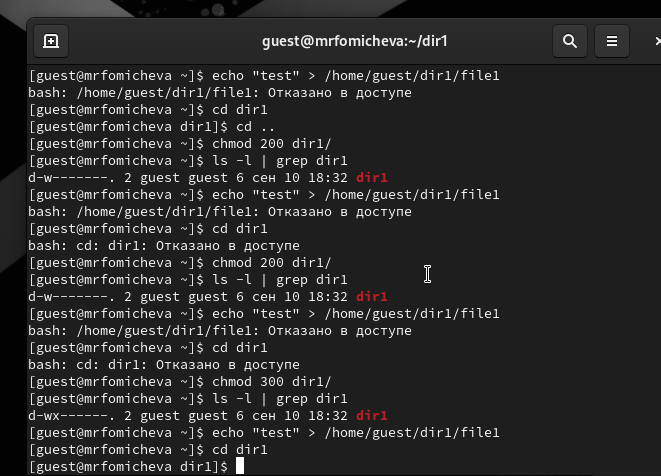 guest@mrfomicheva:~/dir1
[guest@mrfomicheva ~]$ echo "test" > /home/guest/dir1/file1
bash: /home/guest/dir1/file1: Отказано в доступе
[guest@mrfomicheva ~]$ cd dir1
[guest@mrfomicheva dir1]$ cd ..
[guest@mrfomicheva ~]$ chmod 200 dir1/
[guest@mrfomicheva ~]$ ls -l | grep dir1
d-w-------. 2 guest guest 6 сен 10 18:32 dir1
[guest@mrfomicheva ~]$ echo "test" > /home/guest/dir1/file1
bash: /home/guest/dir1/file1: Отказано в доступе
[guest@mrfomicheva ~]$ cd dir1
bash: cd: dir1: Отказано в доступе
[guest@mrfomicheva ~]$ chmod 200 dir1/
[guest@mrfomicheva ~]$ ls -l | grep dir1
d-w-------. 2 guest guest 6 сен 10 18:32 dir1
[guest@mrfomicheva ~]$ echo "test" > /home/guest/dir1/file1
bash: /home/guest/dir1/file1: Отказано в доступе
[guest@mrfomicheva ~]$ cd dir1
bash: cd: dir1: Отказано в доступе
[guest@mrfomicheva ~]$ chmod 300 dir1/
[guest@mrfomicheva ~]$ ls -l | grep dir1
d-wx------. 2 guest guest 6 сен 10 18:32 dir1
[guest@mrfomicheva ~]$ echo "test" > /home/guest/dir1/file1
[guest@mrfomicheva ~]$ cd dir1
[guest@mrfomicheva dir1]$